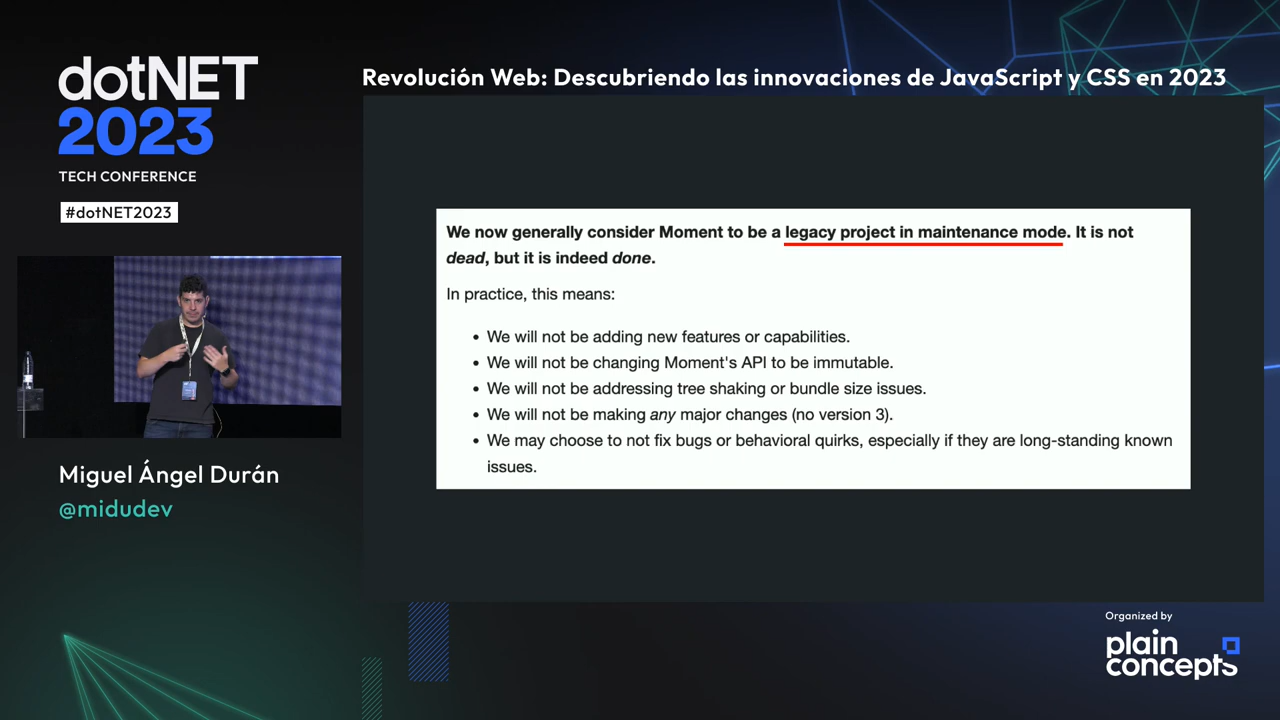 dotNET
2023
TECH CONFERENCE
#dotNET2023
Revolución Web: Descubriendo las innovaciones de JavaScript y CSS en 2023
We now generally consider Moment to be a legacy project in maintenance mode. It is not
dead, but it is indeed done.
In practice, this means:
• We will not be adding new features or capabilities.
• We will not be changing Moment's API to be immutable.
• We will not be addressing tree shaking or bundle size issues.
• We will not be making any major changes (no version 3).
• We may choose to not fix bugs or behavioral quirks, especially if they are long-standing known
issues.
Miguel Ángel Durán
@midudev
Organized by
plain
concepts